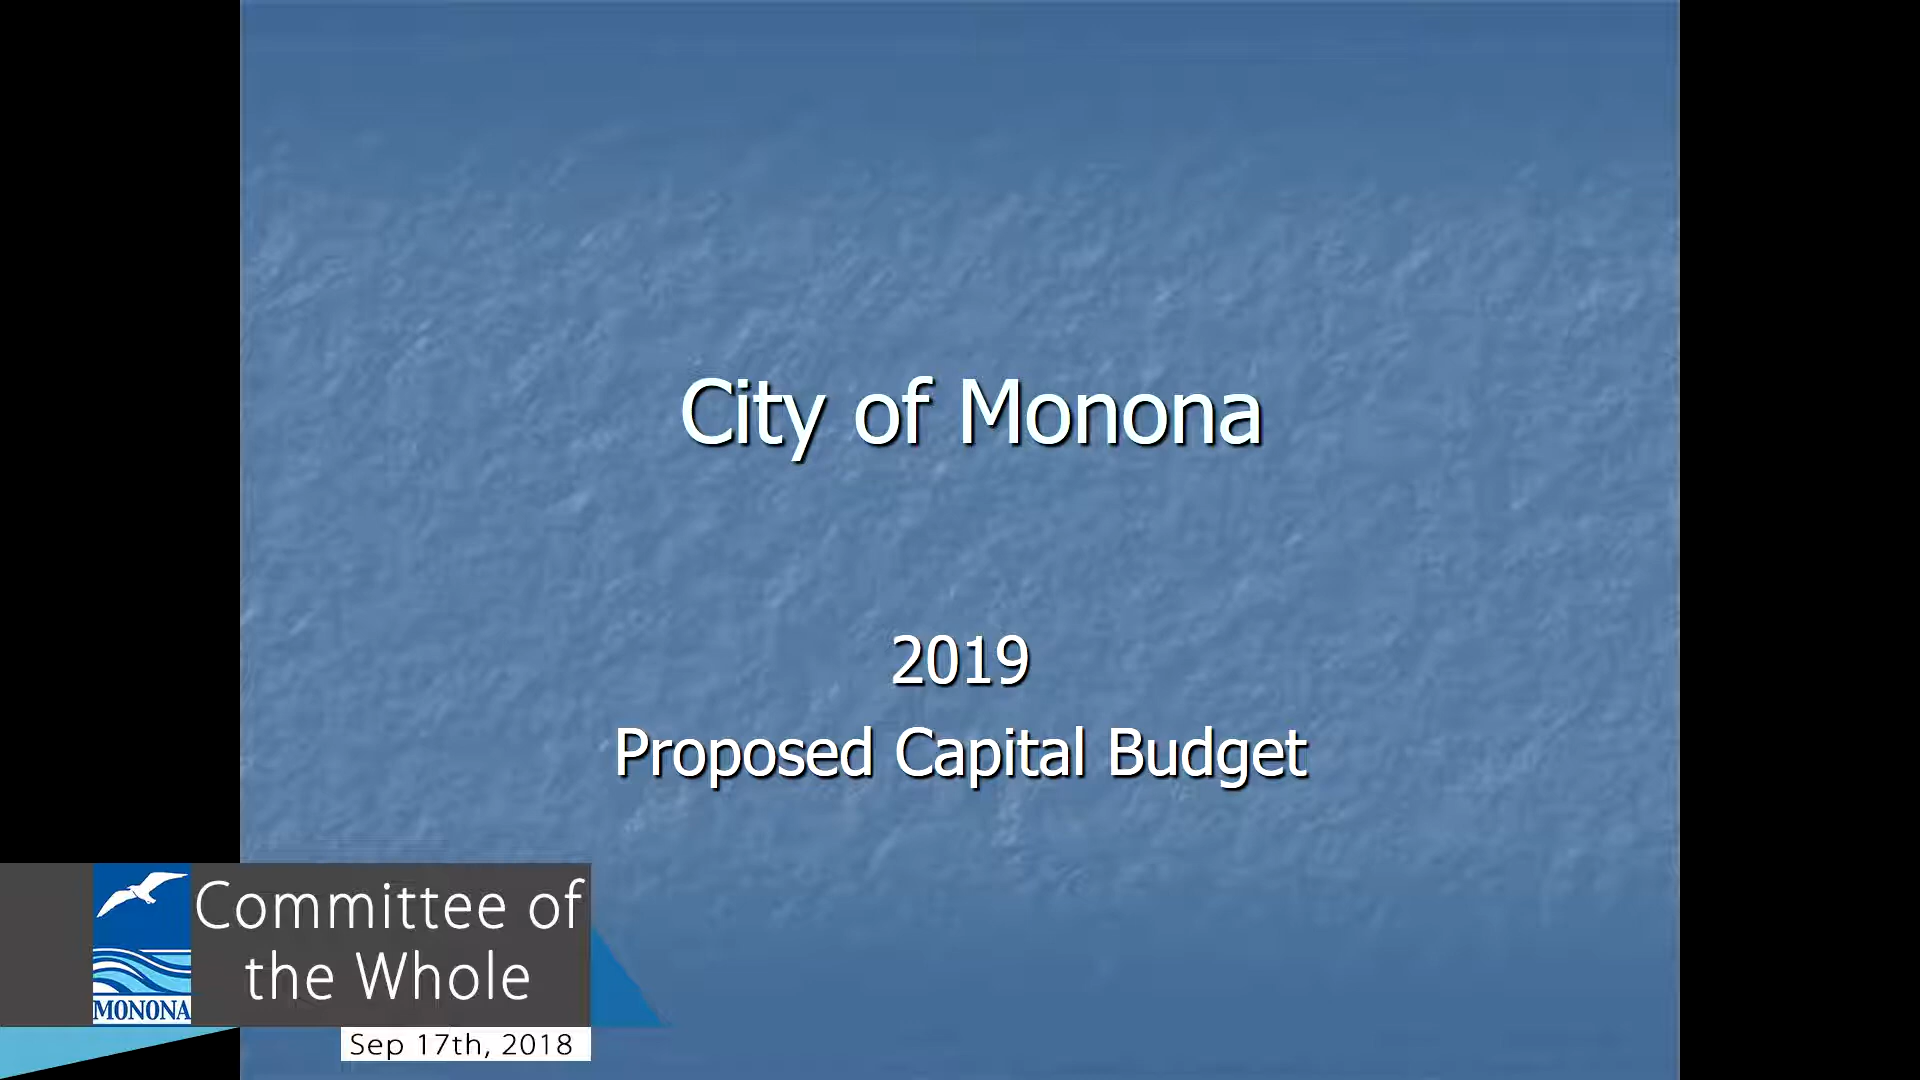 City of Monona
2019
Proposed Capital Budget
Committee of
the Whole
MONONA
Sep 17th, 2018